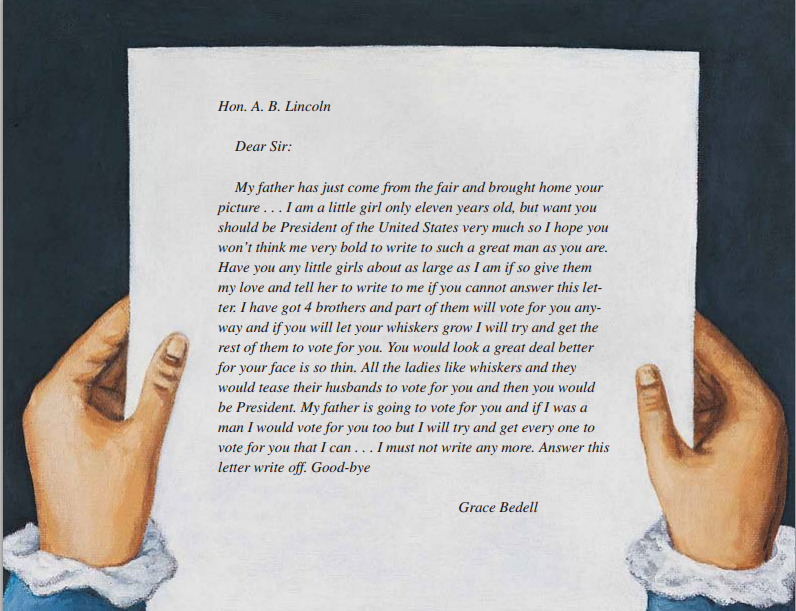 Hon. A. B. Lincoln
Dear Sir:
My father has just come from the fair and brought home your
picture . . . I am a little girl only eleven years old, but want you
should be President of the United States very much so I hope you
won't think me very bold to write to such a great man as you are.
Have you any little girls about as large as I am if so give them
my love and tell her to write to me if you cannot answer this let-
ter. I have got 4 brothers and part of them will vote for you any-
way and if you will let your whiskers grow I will try and get the
rest of them to vote for you. You would look a great deal better
for your face is so thin. All the ladies like whiskers and they
would tease their husbands to vote for you and then you would
be President. My father is going to vote for you and if I was a
man I would vote for you too but I will try and get every one to
vote for you that I can . . . I must not write any more. Answer this
letter write off. Good-bye
Grace Bedell